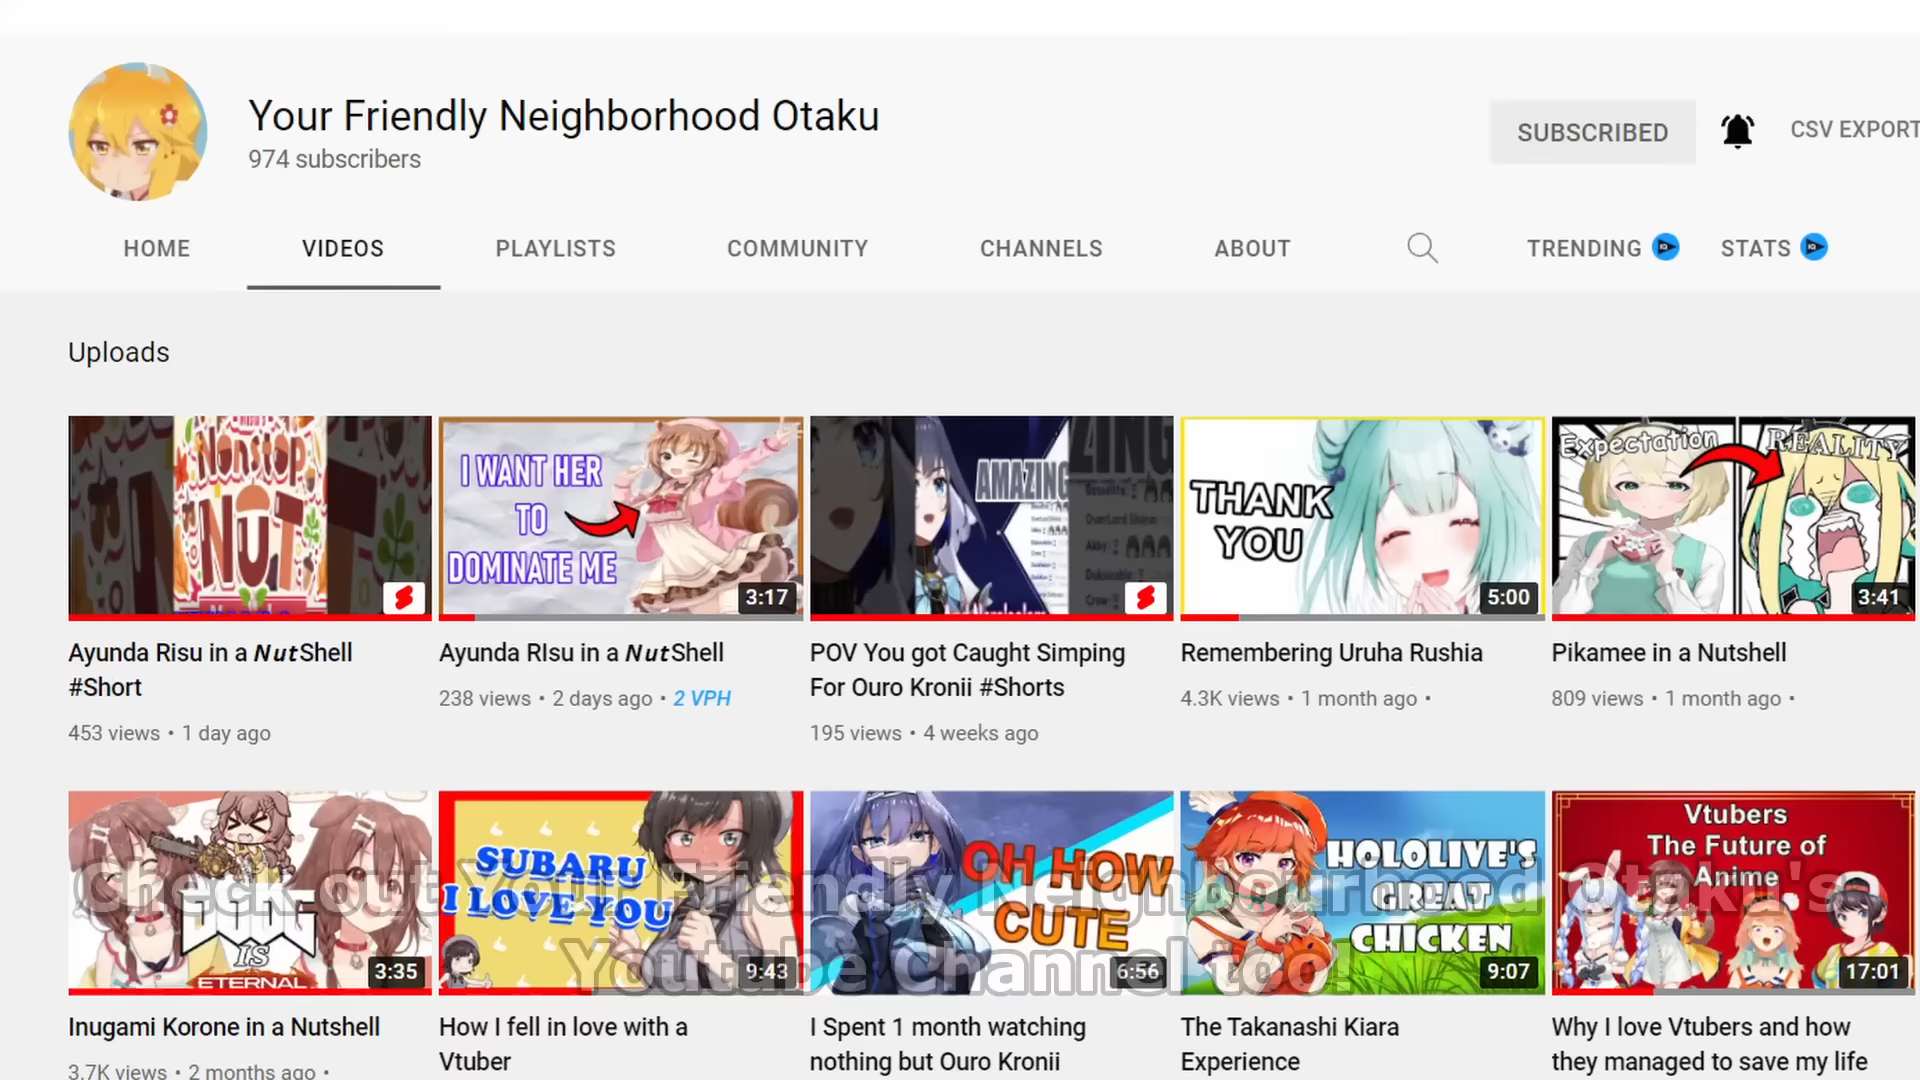 Your Friendly Neighborhood Otaku
974 subscribers
SUBSCRIBED
CSV EXPORT
HOME
VIDEOS
PLAYLISTS
COMMUNITY
CHANNELS
ABOUT
TRENDING
STATS
Uploads
Nonstop
NUT
I WANT HER
TO
DOMINATE ME
3:17
AMAZING
ZING
THANK
YOU
5:00
Expectation
REALITY
3:41
Ayunda Risu in a NutShell
#Short
453 views • 1 day ago
Ayunda RIsu in a NutShell
238 views • 2 days ago • 2 VPH
POV You got Caught Simping
For Ouro Kronii #Shorts
195 views • 4 weeks ago
Remembering Uruha Rushia
4.3K views • 1 month ago •
Pikamee in a Nutshell
809 views • 1 month ago •
DOOG
IS
ETERNAL
3:35
SUBARU
I LOVE YOU
9:43
OH HOW
CUTE
6:56
HOLOLIVE'S
GREAT
CHICKEN
9:07
Vtubers
The Future of
Anime
17:01
Check out Your Friendly Neighbourhood Otaku's
Youtube Channel too!
Inugami Korone in a Nutshell
3.7K views • 2 months ago •
How I fell in love with a
Vtuber
I Spent 1 month watching
nothing but Ouro Kronii
The Takanashi Kiara
Experience
Why I love Vtubers and how
they managed to save my life